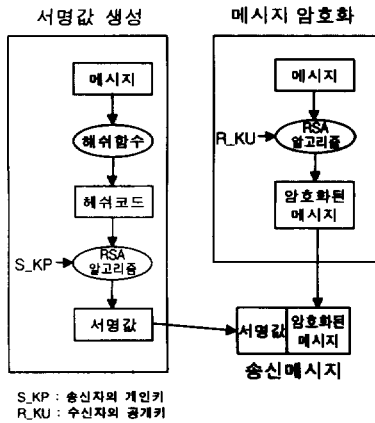 서명값 생성
메시지
해쉬함수
헤쉬코드
S_KP
RSA
알고리즘
서명값
메시지 암호화
메시지
R_KU
RSA
알고리즘
암호화된
메시지
서명값
암호화된
메시지
송신메시지
S_KP : 송신자의 개인키
R_KU : 수신자의 공개키